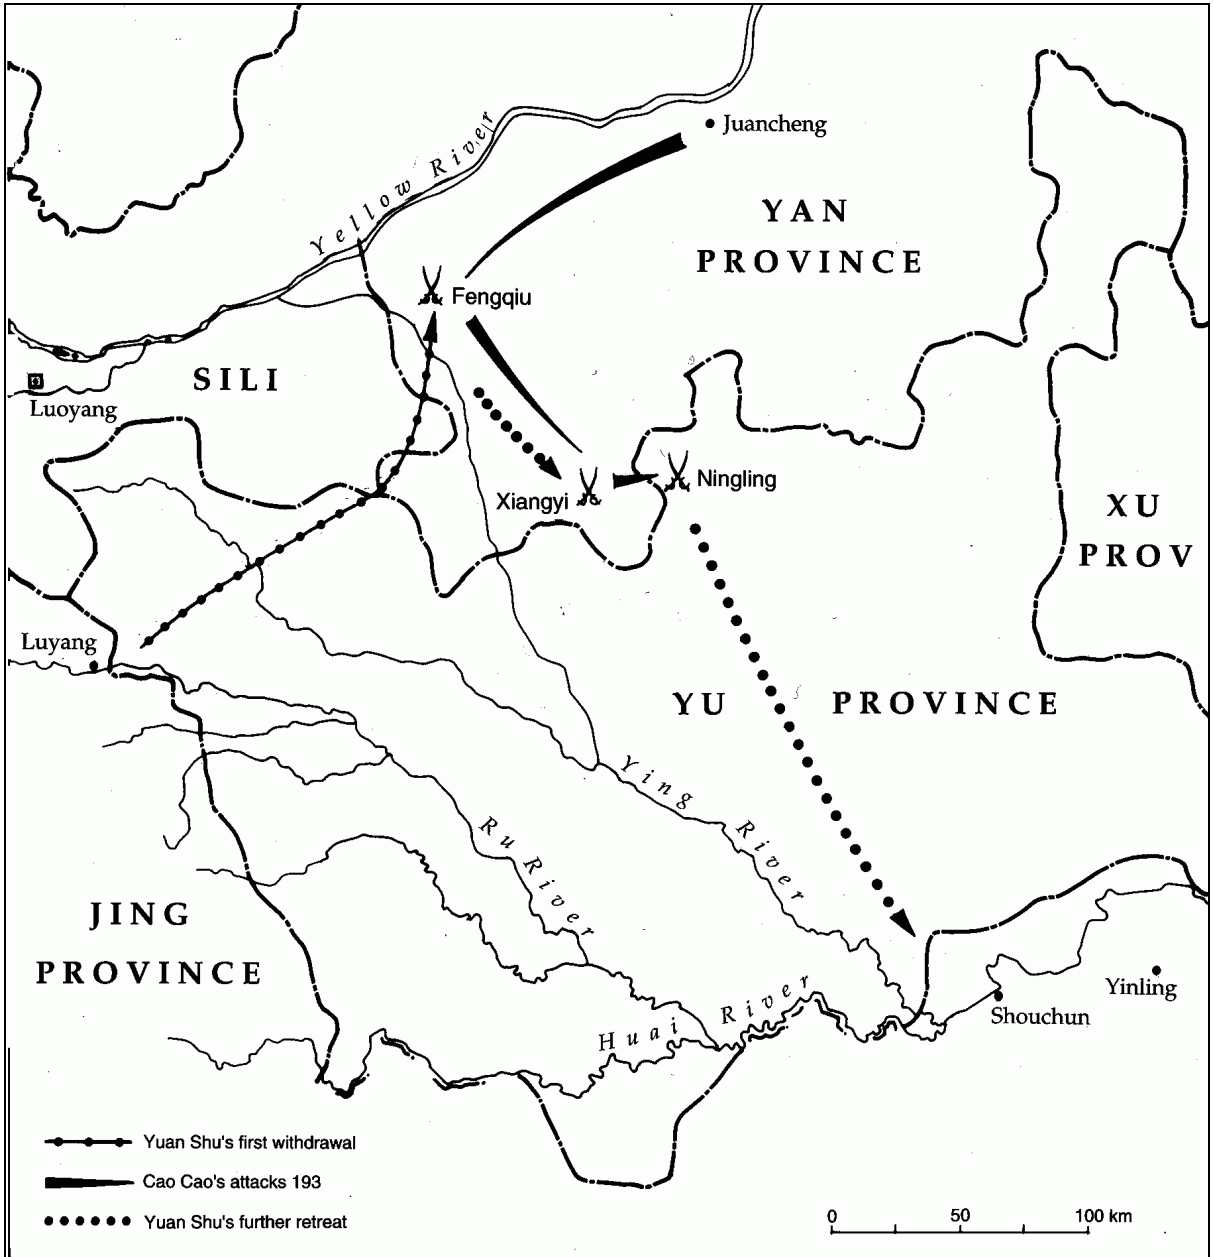 Juancheng
Yellow River
YAN
PROVINCE
Fengqiu
SILI
Luoyang
Xiangyi
Ningling
XU
PROV
Luyang
YU PROVINCE
Ying River
Ru River
JING
PROVINCE
Huai River
Yinling
Shouchun
Yuan Shu's first withdrawal
Cao Cao's attacks 193
Yuan Shu's further retreat
0 50 100 km